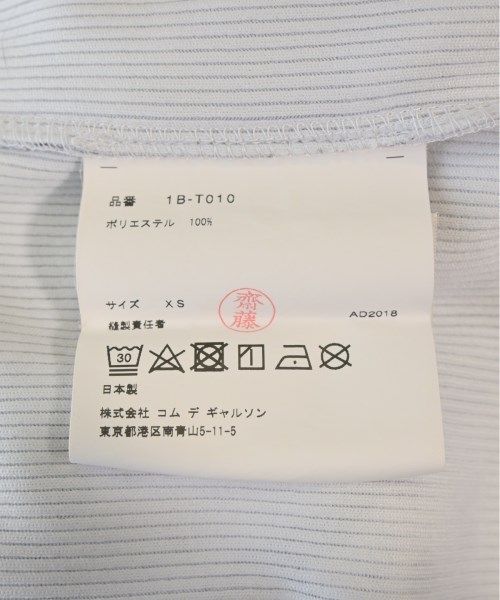 品番 1B-T010
ポリエステル 100%
サイズ XS
齋藤
AD2018
縫製責任者
30
日本製
株式会社 コム デ ギャルソン
東京都港区南青山5-11-5